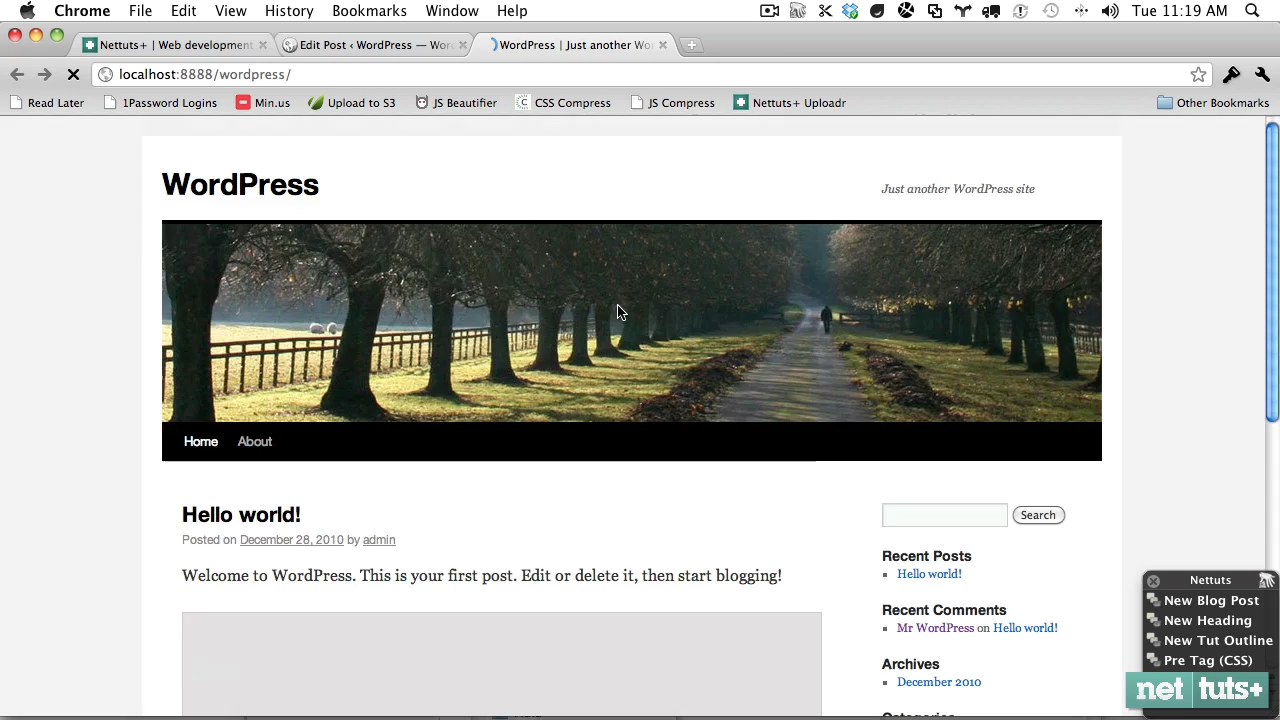 Chrome File Edit View History Bookmarks Window Help Tue 11:19 AM
Nettuts+ | Web development Edit Post ‹ WordPress — Wor WordPress | Just another Wo
localhost:8888/wordpress/
Read Later 1Password Logins Min.us Upload to S3 JS Beautifier CSS Compress JS Compress Nettuts+ Uploadr Other Bookmarks
WordPress
Just another WordPress site
Home About
Hello world!
Posted on December 28, 2010 by admin
Welcome to WordPress. This is your first post. Edit or delete it, then start blogging!
Search
Recent Posts
Hello world!
Recent Comments
Mr WordPress on Hello world!
Archives
December 2010
Nettuts
New Blog Post
New Heading
New Tut Outline
Pre Tag (CSS)
net tuts+